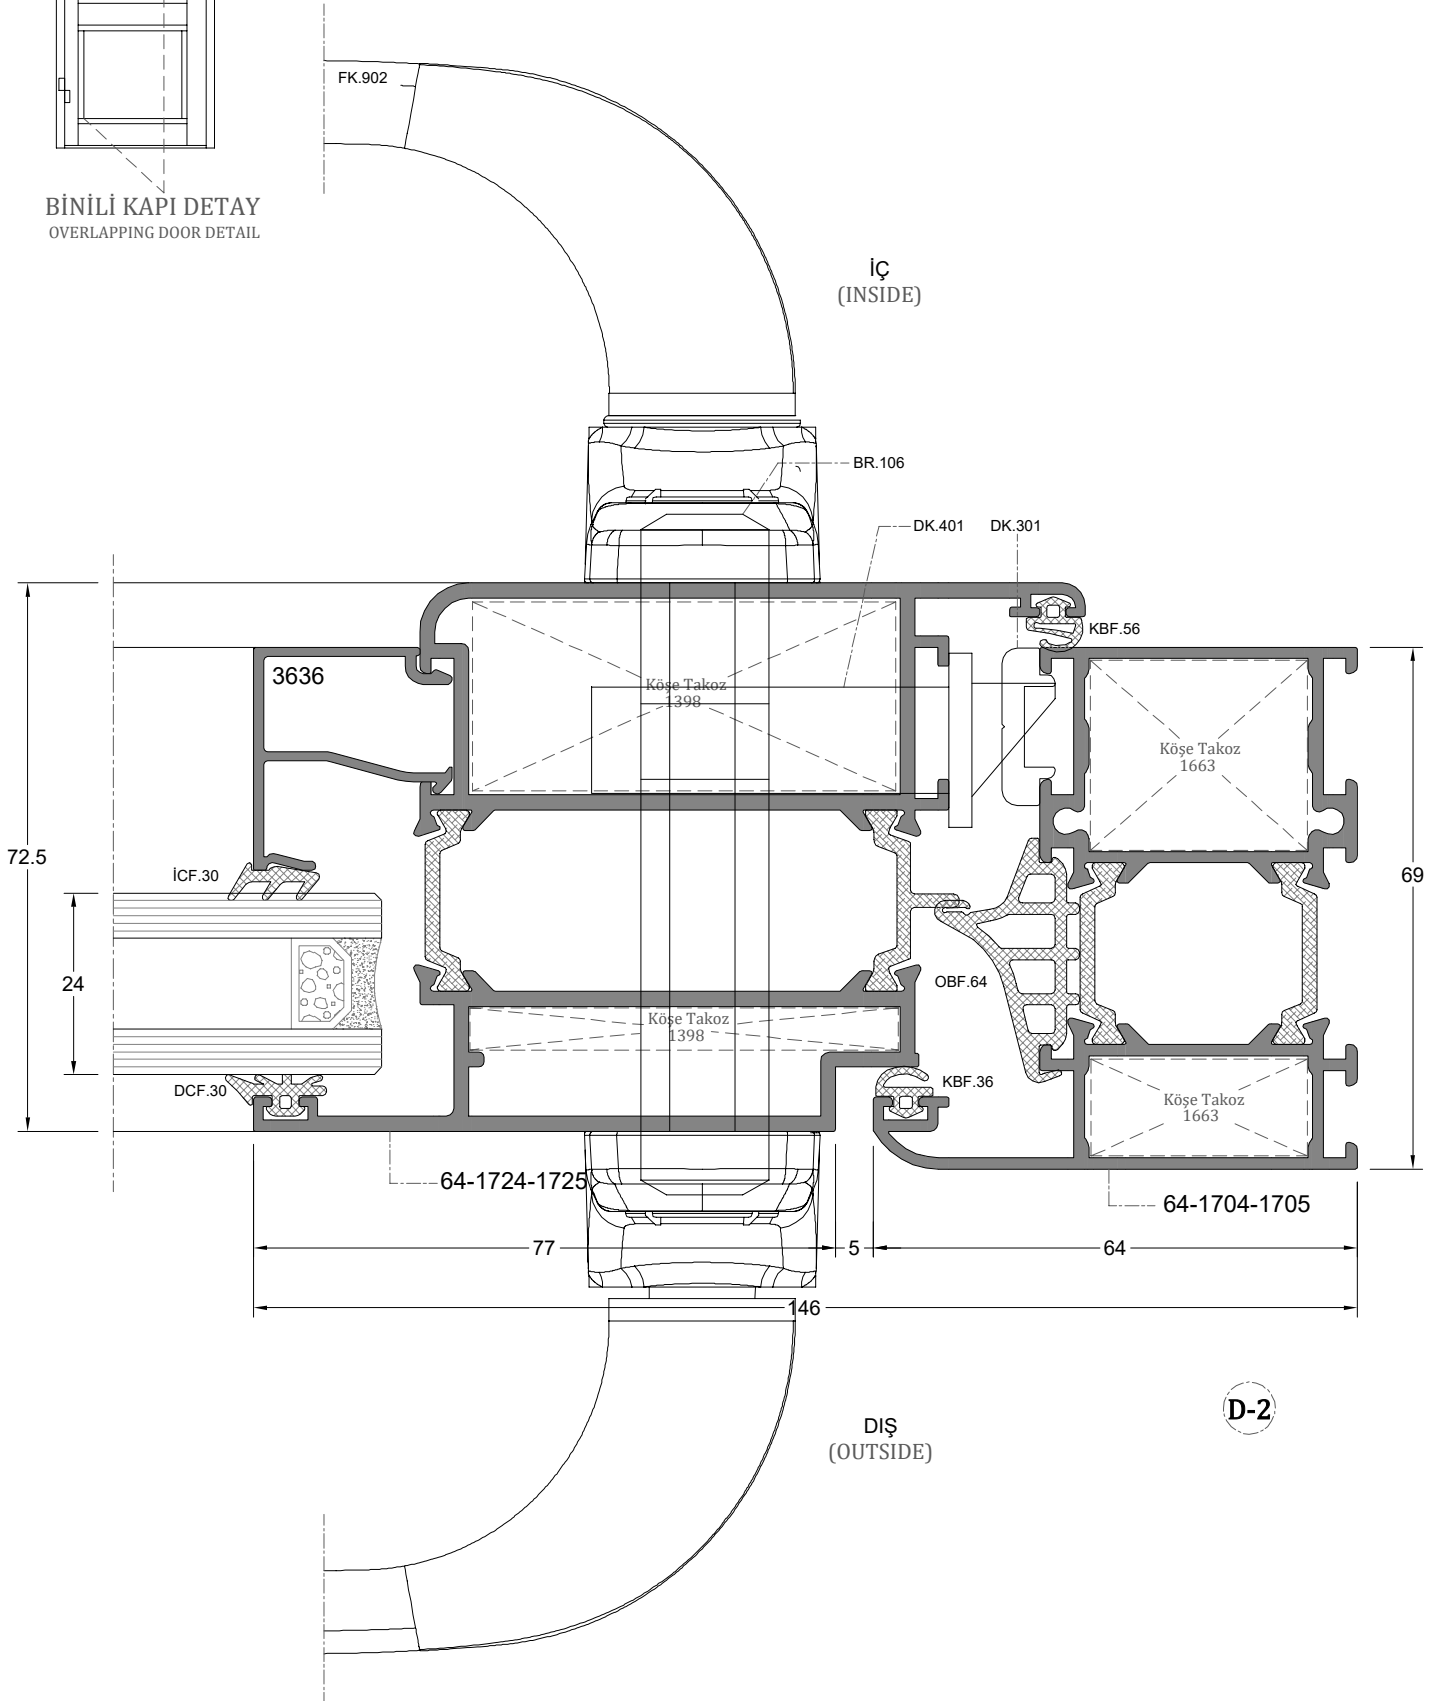 FK.902
BİNİLİ KAPI DETAY
OVERLAPPING DOOR DETAIL
İÇ
(INSIDE)
BR.106
DK.401
DK.301
KBF.56
3636
Köşe Takoz
1398
Köşe Takoz
1663
72.5
69
İCF.30
24
OBF.64
Köşe Takoz
1398
DCF.30
KBF.36
Köşe Takoz
1663
64-1724-1725
64-1704-1705
77
5
64
146
D-2
DIŞ
(OUTSIDE)